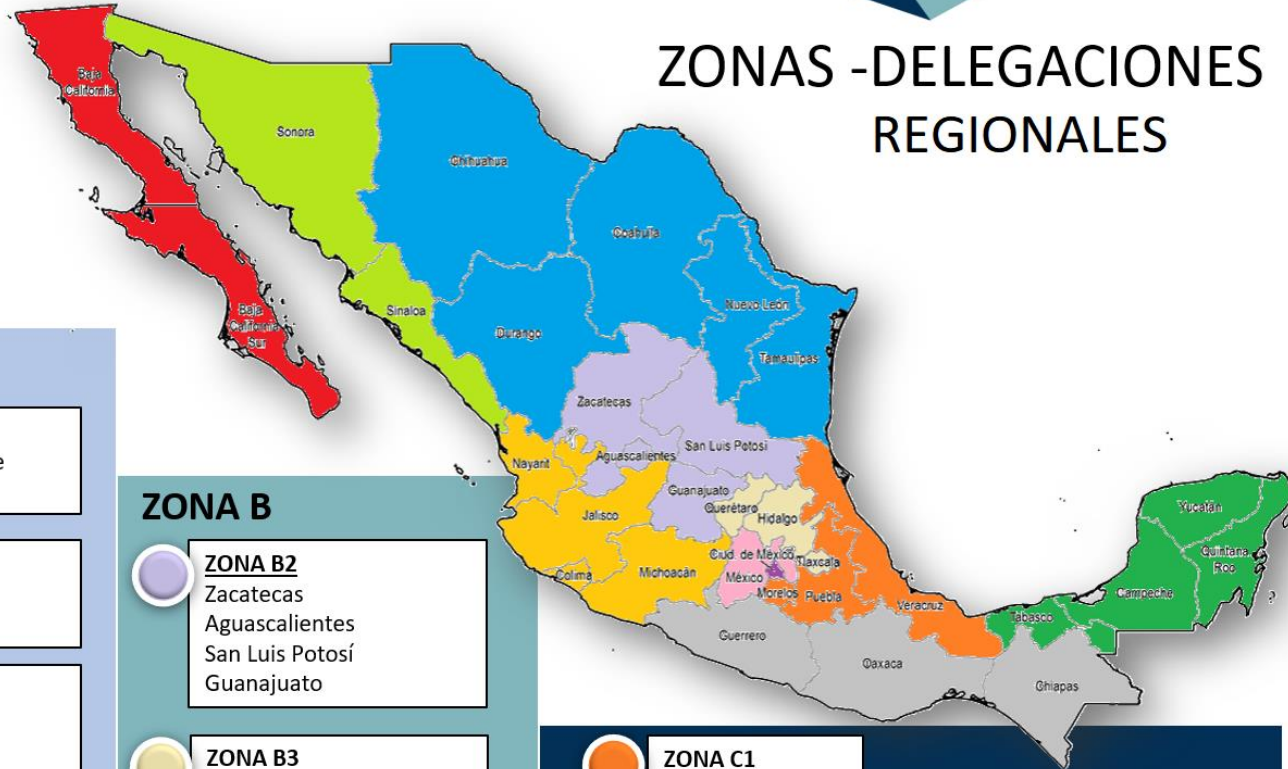 ZONAS -DELEGACIONES
REGIONALES
Baja
California
Sonora
Chihuahua
Coahuila
Nuevo León
Tamaulipas
Baja
California
Sur
Sinaloa
Durango
Zacatecas
San Luis Potosí
Aguascalientes
Nayarit
Guanajuato
Jalisco
Querétaro
Hidalgo
Ciud. de México
Tlaxcala
Colima
Michoacán
México
Morelos
Puebla
Veracruz
Guerrero
Oaxaca
Tabasco
Chiapas
Campeche
Yucatán
Quintana
Roo
e
ZONA B
ZONA B2
Zacatecas
Aguascalientes
San Luis Potosí
Guanajuato
ZONA B3
ZONA C1